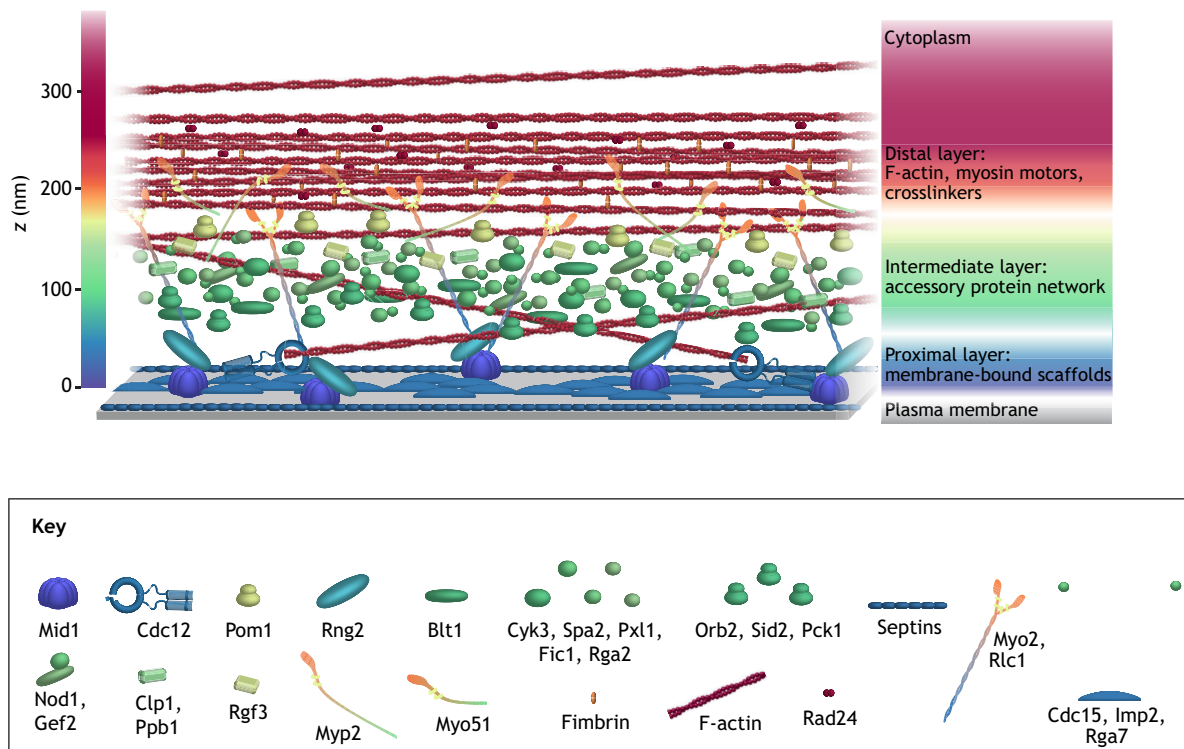 Cytoplasm
300
Distal layer:
F-actin, myosin motors,
crosslinkers
200
z (nm)
Intermediate layer:
accessory protein network
100
Proximal layer:
membrane-bound scaffolds
0
Plasma membrane
Key
Mid1
Cdc12
Pom1
Rng2
Blt1
Cyk3, Spa2, Pxl1,
Fic1, Rga2
Orb2, Sid2, Pck1
Septins
Myo2,
Rlc1
Nod1,
Gef2
Clp1,
Ppb1
Rgf3
Myp2
Myo51
Fimbrin
F-actin
Rad24
Cdc15, Imp2,
Rga7